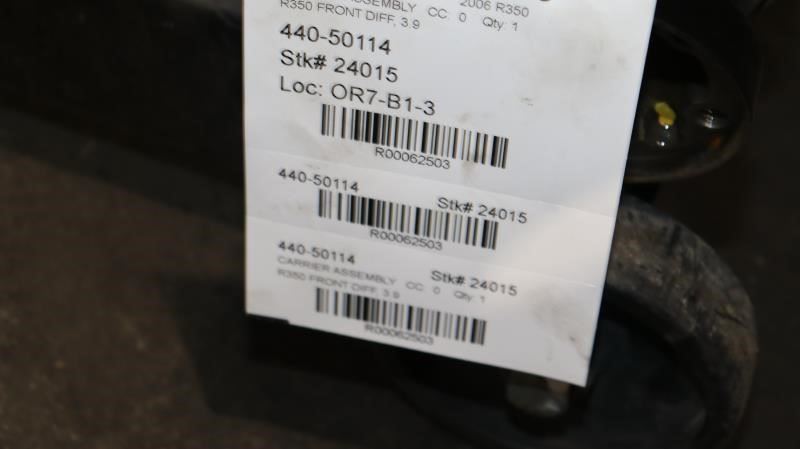 ASSEMBLY CC: 0 Qty: 1 2006 R350
R350 FRONT DIFF, 3.9
440-50114
Stk# 24015
Loc: OR7-B1-3
R00062503
440-50114 Stk# 24015
R00062503
440-50114 Stk# 24015
CARRIER ASSEMBLY CC: 0 Qty: 1
R350 FRONT DIFF, 3.9
R00062503